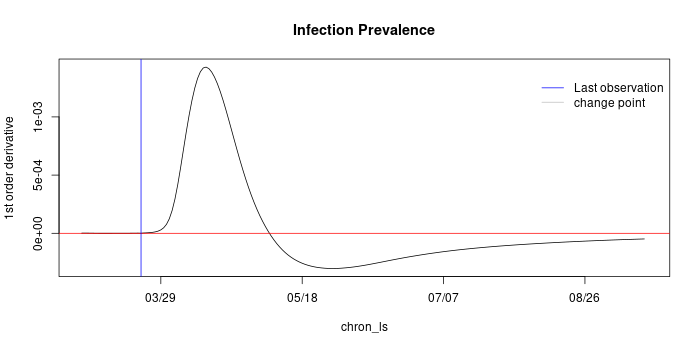 Infection Prevalence
1st order derivative
1e-03
5e-04
0e+00
Last observation
change point
03/29 05/18 07/07 08/26
chron_ls